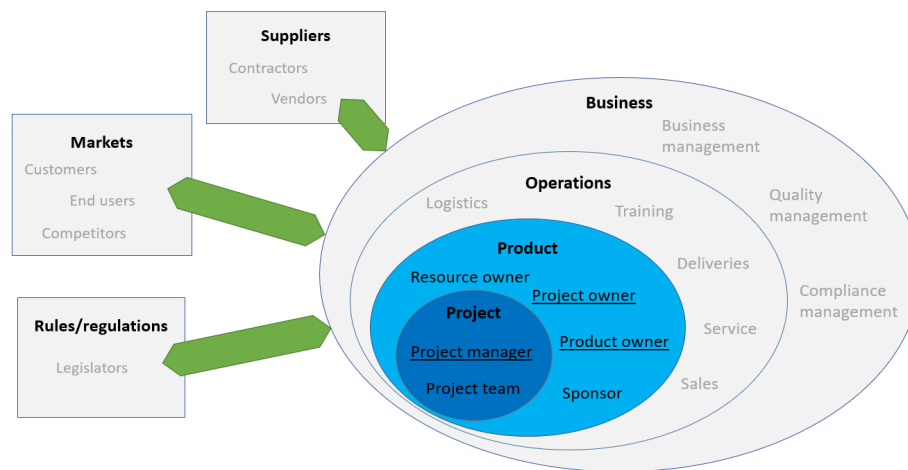 Suppliers
Contractors
Vendors
Markets
Customers
End users
Competitors
Rules/regulations
Legislators
Business
Business
management
Quality
management
Compliance
management
Operations
Logistics
Training
Deliveries
Service
Sales
Product
Resource owner
Project owner
Product owner
Sponsor
Project
Project manager
Project team